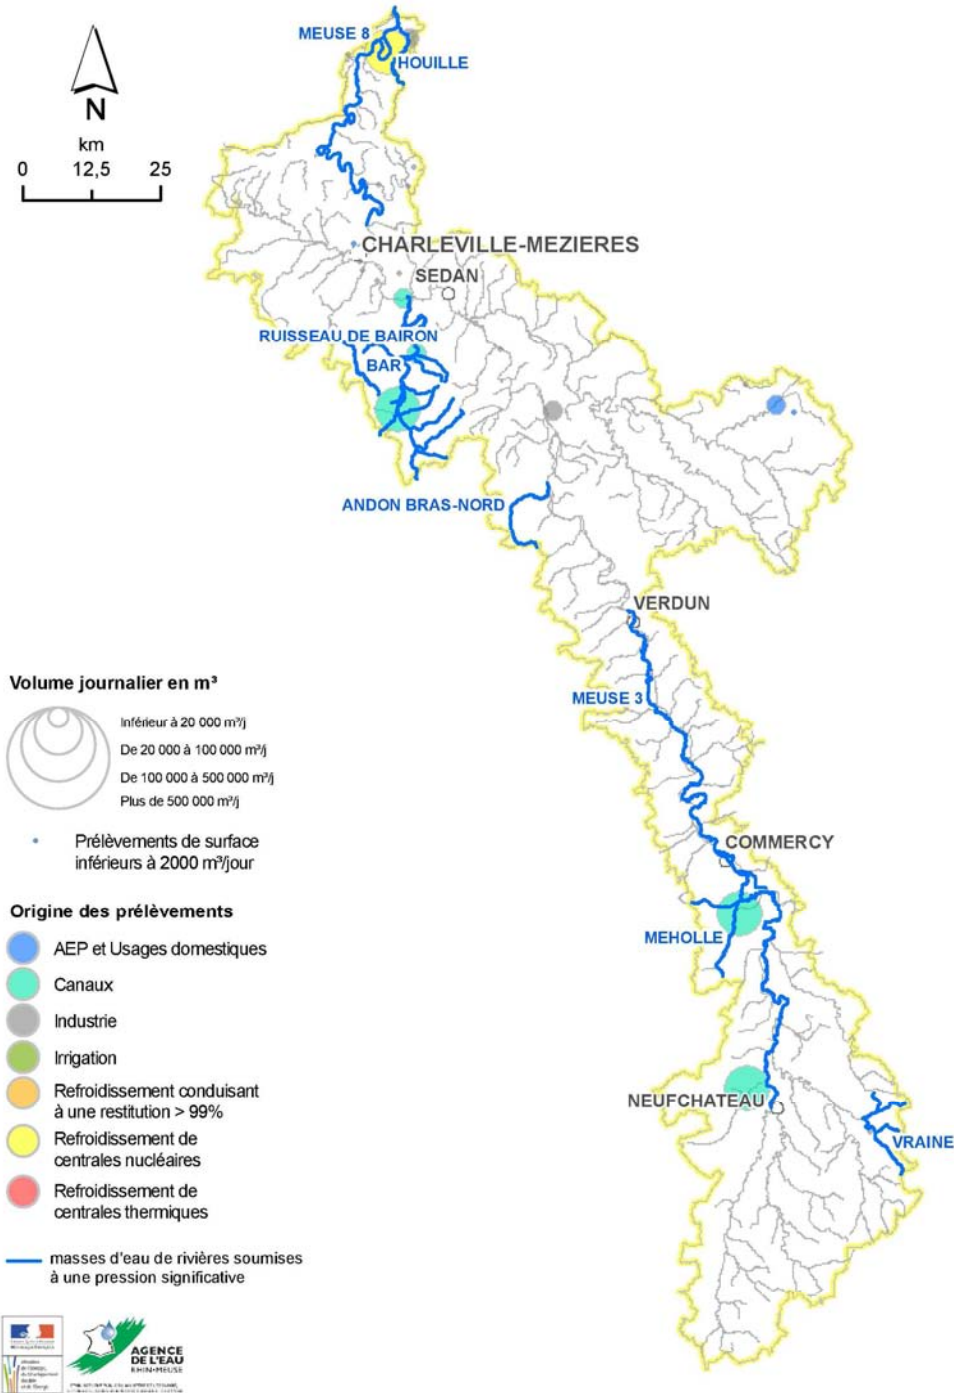 MEUSE 8
HOUILLE
N
km
0 12,5 25
CHARLEVILLE-MEZIERES
SEDAN
RUISSEAU DE BAIRON
BAR
ANDON BRAS-NORD
VERDUN
MEUSE 3
COMMERCY
MEHOLLE
NEUFCHATEAU
VRAINE
Volume journalier en m³
Inférieur à 20 000 m³/j
De 20 000 à 100 000 m³/j
De 100 000 à 500 000 m³/j
Plus de 500 000 m³/j
Prélèvements de surface
inférieurs à 2000 m³/jour
Origine des prélèvements
AEP et Usages domestiques
Canaux
Industrie
Irrigation
Refroidissement conduisant
à une restitution > 99%
Refroidissement de
centrales nucléaires
Refroidissement de
centrales thermiques
masses d'eau de rivières soumises
à une pression significative
AGENCE
DE L'EAU
RHIN-MEUSE